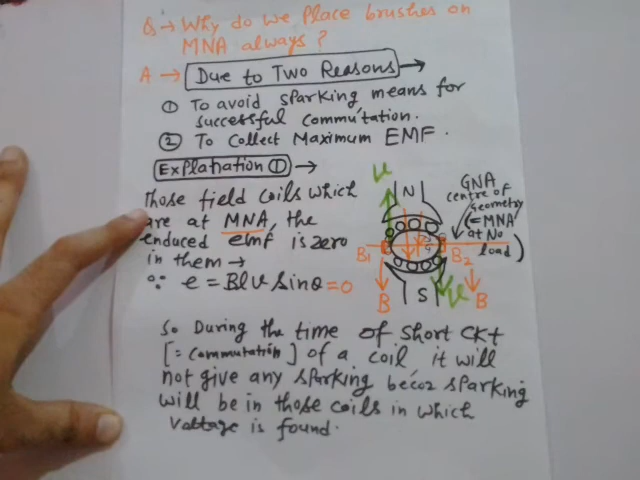 Q → Why do we Place brushes on
MNA always?
A → Due to Two Reasons →
① To avoid sparking means for
successful commutation.
② To Collect Maximum EMF.
Explanation ① →
Those field coils which
are at MNA, the
enduced emf is zero
in them →
∵ e = Blv Sinθ = 0
N
S
v
v
B1
B2
B
B
GNA
centre of
geometry
(= MNA
at No
load)
So During the time of short CKt
[= Commutation] of a coil it will
not give any sparking becoz sparking
will be in those coils in which
Voltage is found.